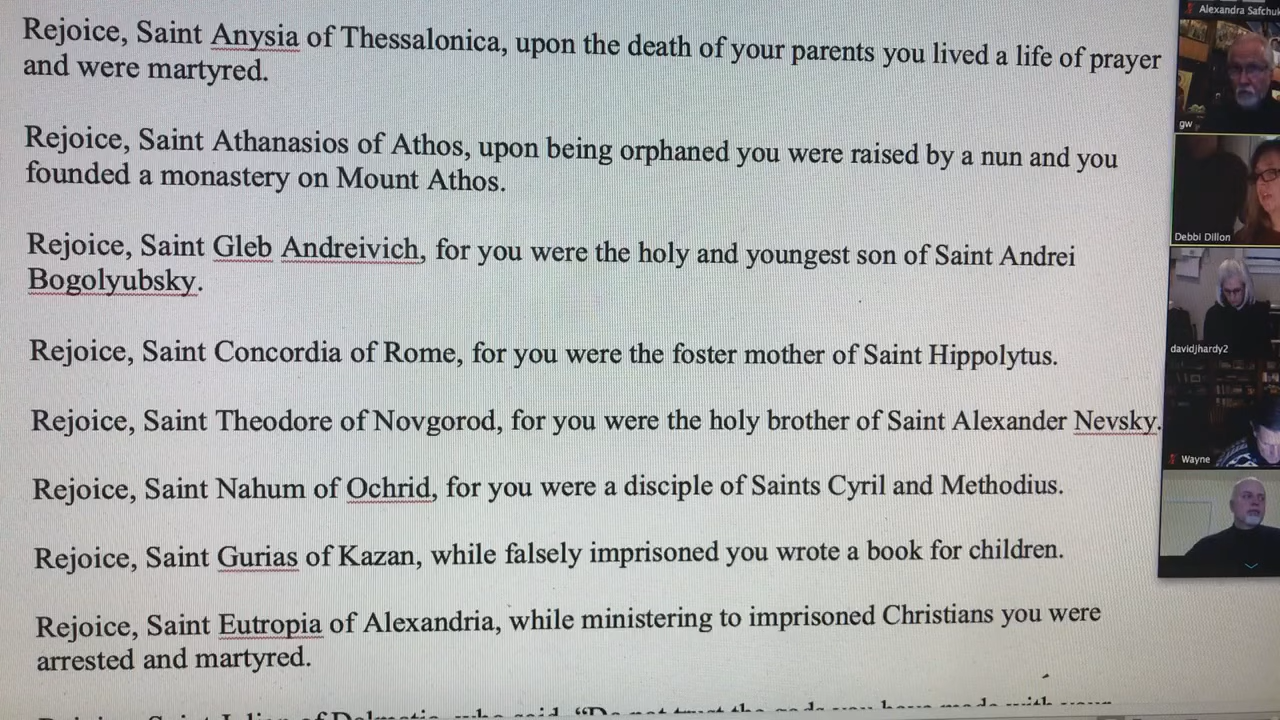 Rejoice, Saint Anysia of Thessalonica, upon the death of your parents you lived a life of prayer
and were martyred.
Rejoice, Saint Athanasios of Athos, upon being orphaned you were raised by a nun and you
founded a monastery on Mount Athos.
Rejoice, Saint Gleb Andreivich, for you were the holy and youngest son of Saint Andrei
Bogolyubsky.
Rejoice, Saint Concordia of Rome, for you were the foster mother of Saint Hippolytus.
Rejoice, Saint Theodore of Novgorod, for you were the holy brother of Saint Alexander Nevsky.
Rejoice, Saint Nahum of Ochrid, for you were a disciple of Saints Cyril and Methodius.
Rejoice, Saint Gurias of Kazan, while falsely imprisoned you wrote a book for children.
Rejoice, Saint Eutropia of Alexandria, while ministering to imprisoned Christians you were
arrested and martyred.
Alexandra Safchuk
gw
Debbi Dillon
davidjhardy2
Wayne